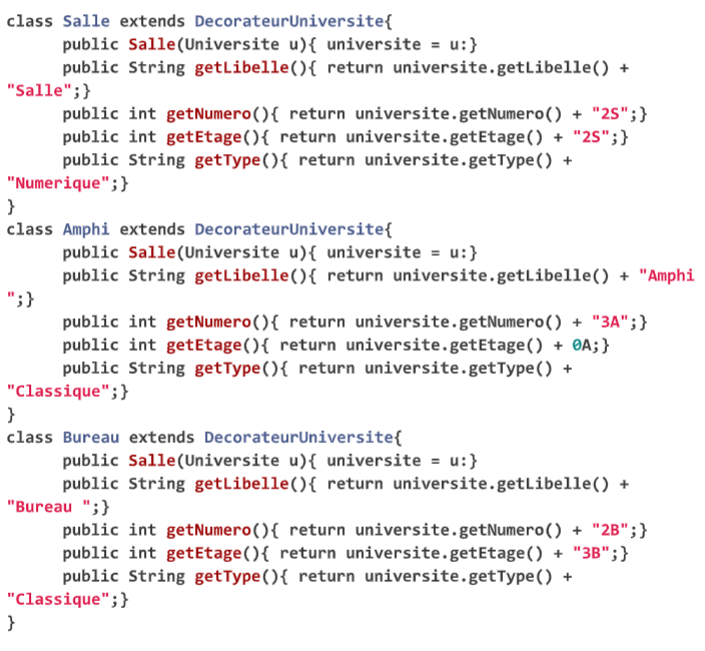 class Salle extends DecorateurUniversite{
public Salle(Universite u){ universite = u:}
public String getLibelle(){ return universite.getLibelle() +
"Salle";}
public int getNumero(){ return universite.getNumero() + "2S";}
public int getEtage(){ return universite.getEtage() + "2S";}
public String getType(){ return universite.getType() +
"Numerique";}
}
class Amphi extends DecorateurUniversite{
public Salle(Universite u){ universite = u:}
public String getLibelle(){ return universite.getLibelle() + "Amphi
";}
public int getNumero(){ return universite.getNumero() + "3A";}
public int getEtage(){ return universite.getEtage() + 0A;}
public String getType(){ return universite.getType() +
"Classique";}
}
class Bureau extends DecorateurUniversite{
public Salle(Universite u){ universite = u:}
public String getLibelle(){ return universite.getLibelle() +
"Bureau ";}
public int getNumero(){ return universite.getNumero() + "2B";}
public int getEtage(){ return universite.getEtage() + "3B";}
public String getType(){ return universite.getType() +
"Classique";}
}